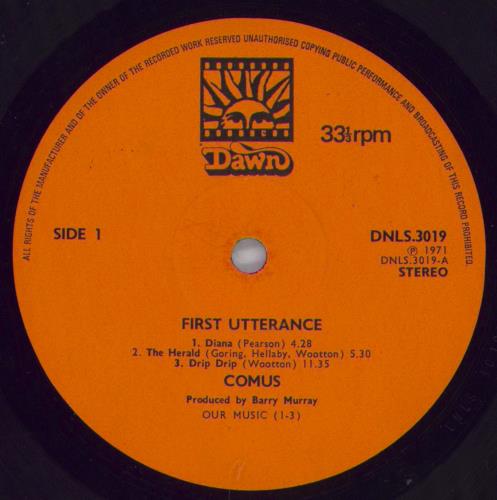 ALL RIGHTS OF THE MANUFACTURER AND OF THE OWNER OF THE RECORDED WORK RESERVED UNAUTHORISED COPYING PUBLIC PERFORMANCE AND BROADCASTING OF THIS RECORD PROHIBITED.
Dawn
33⅓rpm
SIDE 1
DNLS.3019
Ⓟ 1971
DNLS.3019-A
STEREO
FIRST UTTERANCE
1. Diana (Pearson) 4.28
2. The Herald (Goring, Hellaby, Wootton) 5.30
3. Drip Drip (Wootton) 11.35
COMUS
Produced by Barry Murray
OUR MUSIC (1-3)